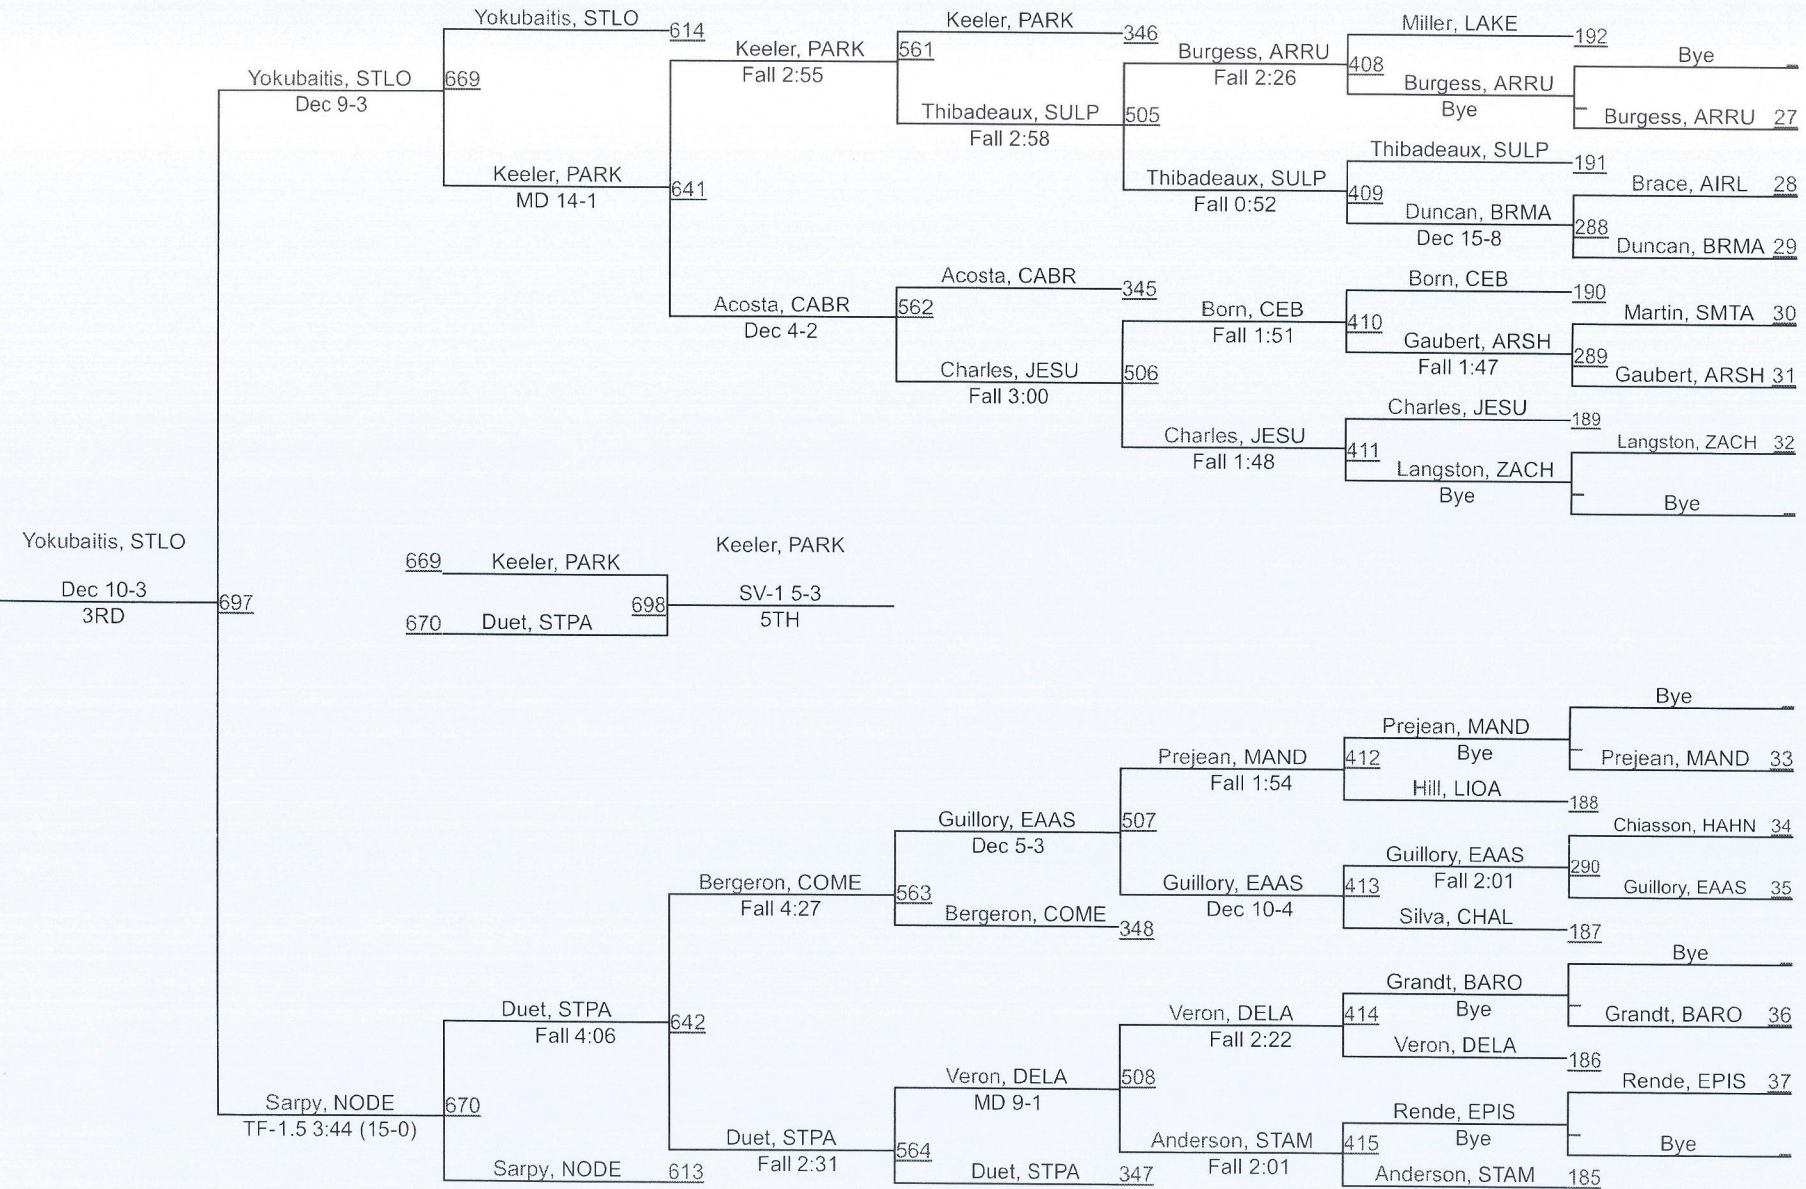 Yokubaitis, STLO
614
Yokubaitis, STLO
Dec 9-3
669
Keeler, PARK
MD 14-1
641
Keeler, PARK
Fall 2:55
561
Keeler, PARK
346
Thibadeaux, SULP
Fall 2:58
505
Burgess, ARRU
Fall 2:26
408
Miller, LAKE
192
Burgess, ARRU
Bye
Bye
Burgess, ARRU 27
Thibadeaux, SULP
Fall 0:52
409
Thibadeaux, SULP
191
Duncan, BRMA
Dec 15-8
288
Brace, AIRL 28
Duncan, BRMA 29
Acosta, CABR
Dec 4-2
562
Acosta, CABR
345
Charles, JESU
Fall 3:00
506
Born, CEB
Fall 1:51
410
Born, CEB
190
Gaubert, ARSH
Fall 1:47
289
Martin, SMTA 30
Gaubert, ARSH 31
Charles, JESU
Fall 1:48
411
Charles, JESU
189
Langston, ZACH
Bye
Langston, ZACH 32
Bye
Yokubaitis, STLO
Dec 10-3
3RD
697
669 Keeler, PARK
670 Duet, STPA
698
Keeler, PARK
SV-1 5-3
5TH
Sarpy, NODE
TF-1.5 3:44 (15-0)
670
Duet, STPA
Fall 4:06
642
Sarpy, NODE
613
Bergeron, COME
Fall 4:27
563
Guillory, EAAS
Dec 5-3
507
Bergeron, COME
348
Prejean, MAND
Fall 1:54
412
Prejean, MAND
Bye
Bye
Prejean, MAND 33
Hill, LIOA
188
Guillory, EAAS
Dec 10-4
413
Guillory, EAAS
Fall 2:01
290
Chiasson, HAHN 34
Guillory, EAAS 35
Silva, CHAL
187
Duet, STPA
Fall 2:31
564
Veron, DELA
MD 9-1
508
Duet, STPA
347
Veron, DELA
Fall 2:22
414
Grandt, BARO
Bye
Bye
Grandt, BARO 36
Veron, DELA
186
Anderson, STAM
Fall 2:01
415
Rende, EPIS
Bye
Rende, EPIS 37
Bye
Anderson, STAM
185